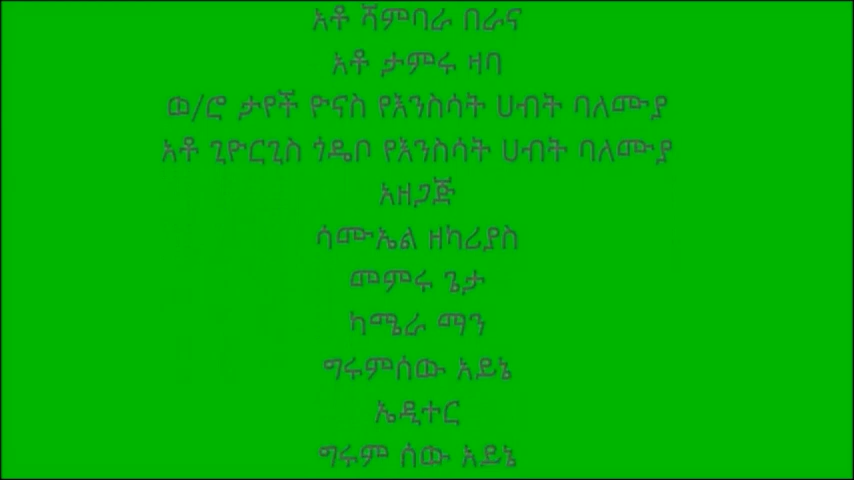 አቶ ሻምባራ በራና
አቶ ታምሩ ዛባ
ወ/ሮ ታየች ዮናስ የእንስሳት ሀብት ባለሙያ
አቶ ጊዮርጊስ ጎዴቦ የእንስሳት ሀብት ባለሙያ
አዘጋጅ
ሳሙኤል ዘካሪያስ
መምሩ ጌታ
ካሜራ ማን
ግሩምሰው አይኔ
ኤዲተር
ግሩም ሰው አይኔ